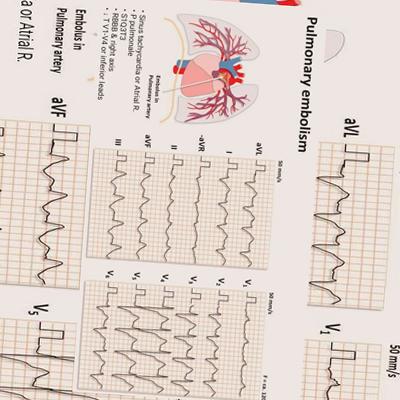 50 mm/s
aVL
V1
Pulmonary embolism
50 mm/s
50 mm/s
aVL
I
-aVR
II
aVF
III
V1
V2
V3
V4
V5
V6
Embolus in
Pulmonary artery
• Sinus tachycardia or Atrial R.
• P pulmonale
• S1Q3T3
• RBBB & right axis
• ↓ T V1-V4 or inferior leads
Embolus in
Pulmonary artery
aVF
V5
a or Atrial R.